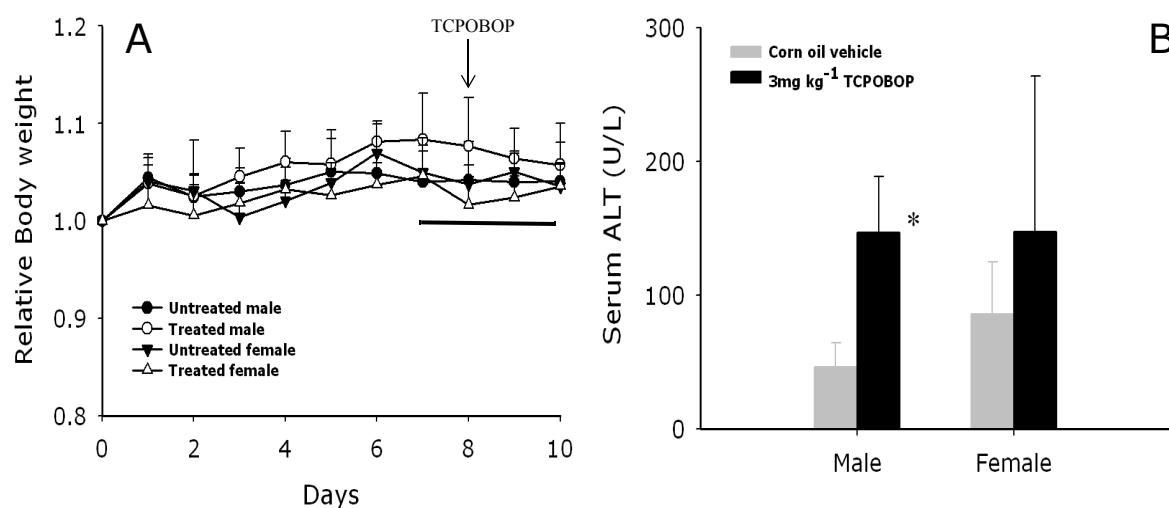 A
TCPOBOP
1.2
1.1
1.0
0.9
0.8
Relative Body weight
Untreated male
Treated male
Untreated female
Treated female
0 2 4 6 8 10
Days
B
Corn oil vehicle
3mg kg⁻¹ TCPOBOP
300
200
100
0
Serum ALT (U/L)
*
Male Female